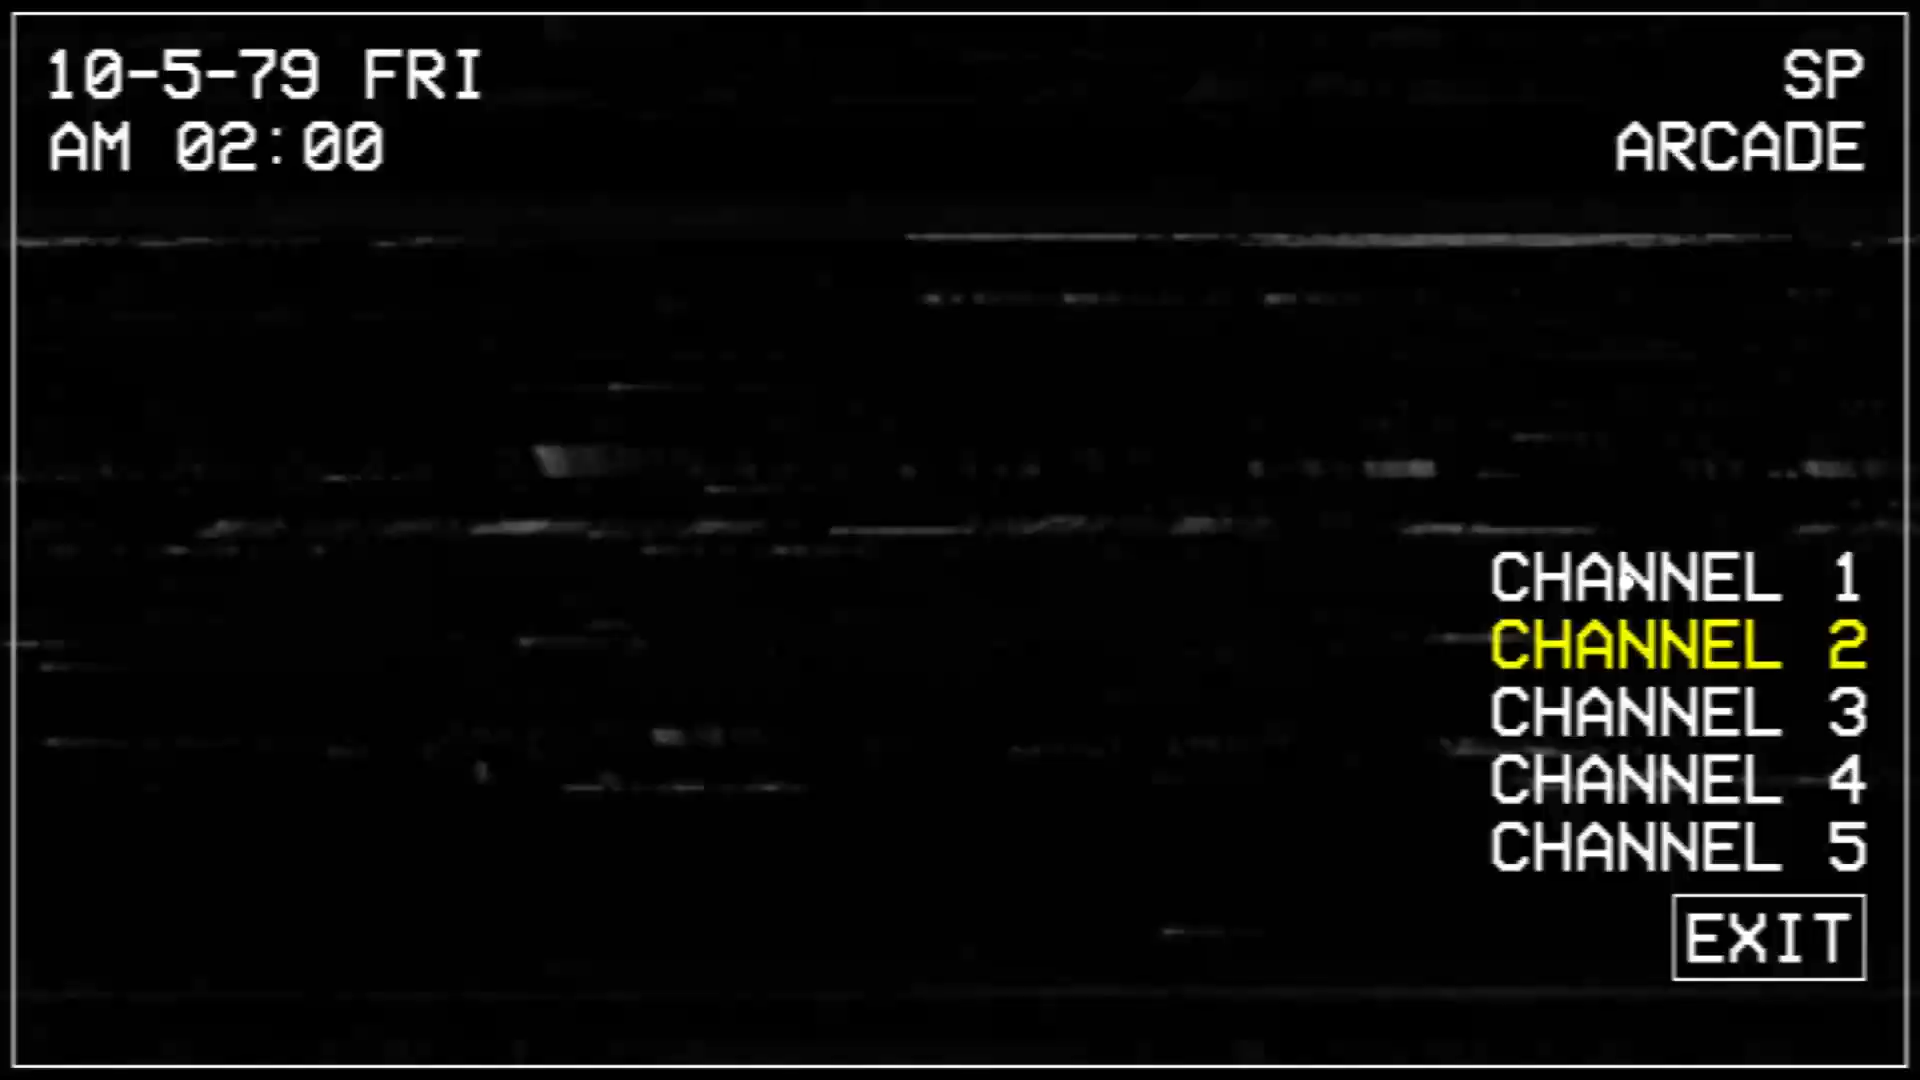 10-5-79 FRI
AM 02:00
SP
ARCADE
CHANNEL 1
CHANNEL 2
CHANNEL 3
CHANNEL 4
CHANNEL 5
EXIT